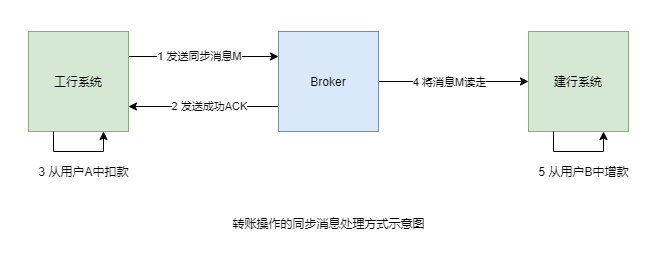 工行系统
1 发送同步消息M
Broker
2 发送成功ACK
4 将消息M读走
建行系统
3 从用户A中扣款
5 从用户B中增款
转账操作的同步消息处理方式示意图